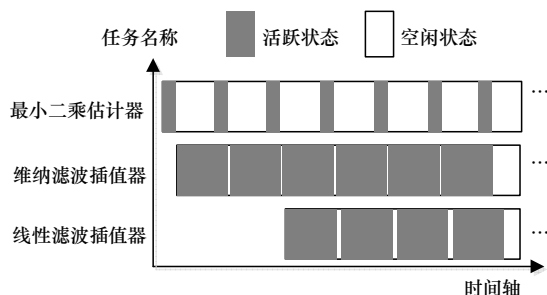 任务名称 活跃状态 空闲状态
最小二乘估计器 …
维纳滤波插值器 …
线性滤波插值器 …
时间轴